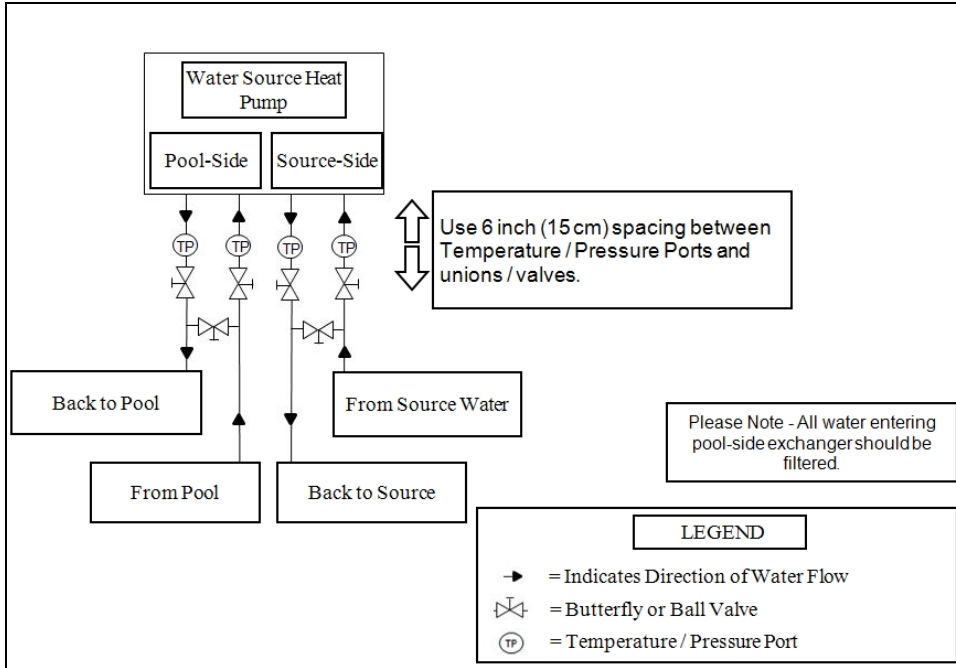 Water Source Heat
Pump
Pool-Side
Source-Side
TP
TP
TP
TP
Use 6 inch (15 cm) spacing between
Temperature / Pressure Ports and
unions / valves.
Back to Pool
From Source Water
From Pool
Back to Source
Please Note - All water entering
pool-side exchanger should be
filtered.
LEGEND
= Indicates Direction of Water Flow
= Butterfly or Ball Valve
TP = Temperature / Pressure Port